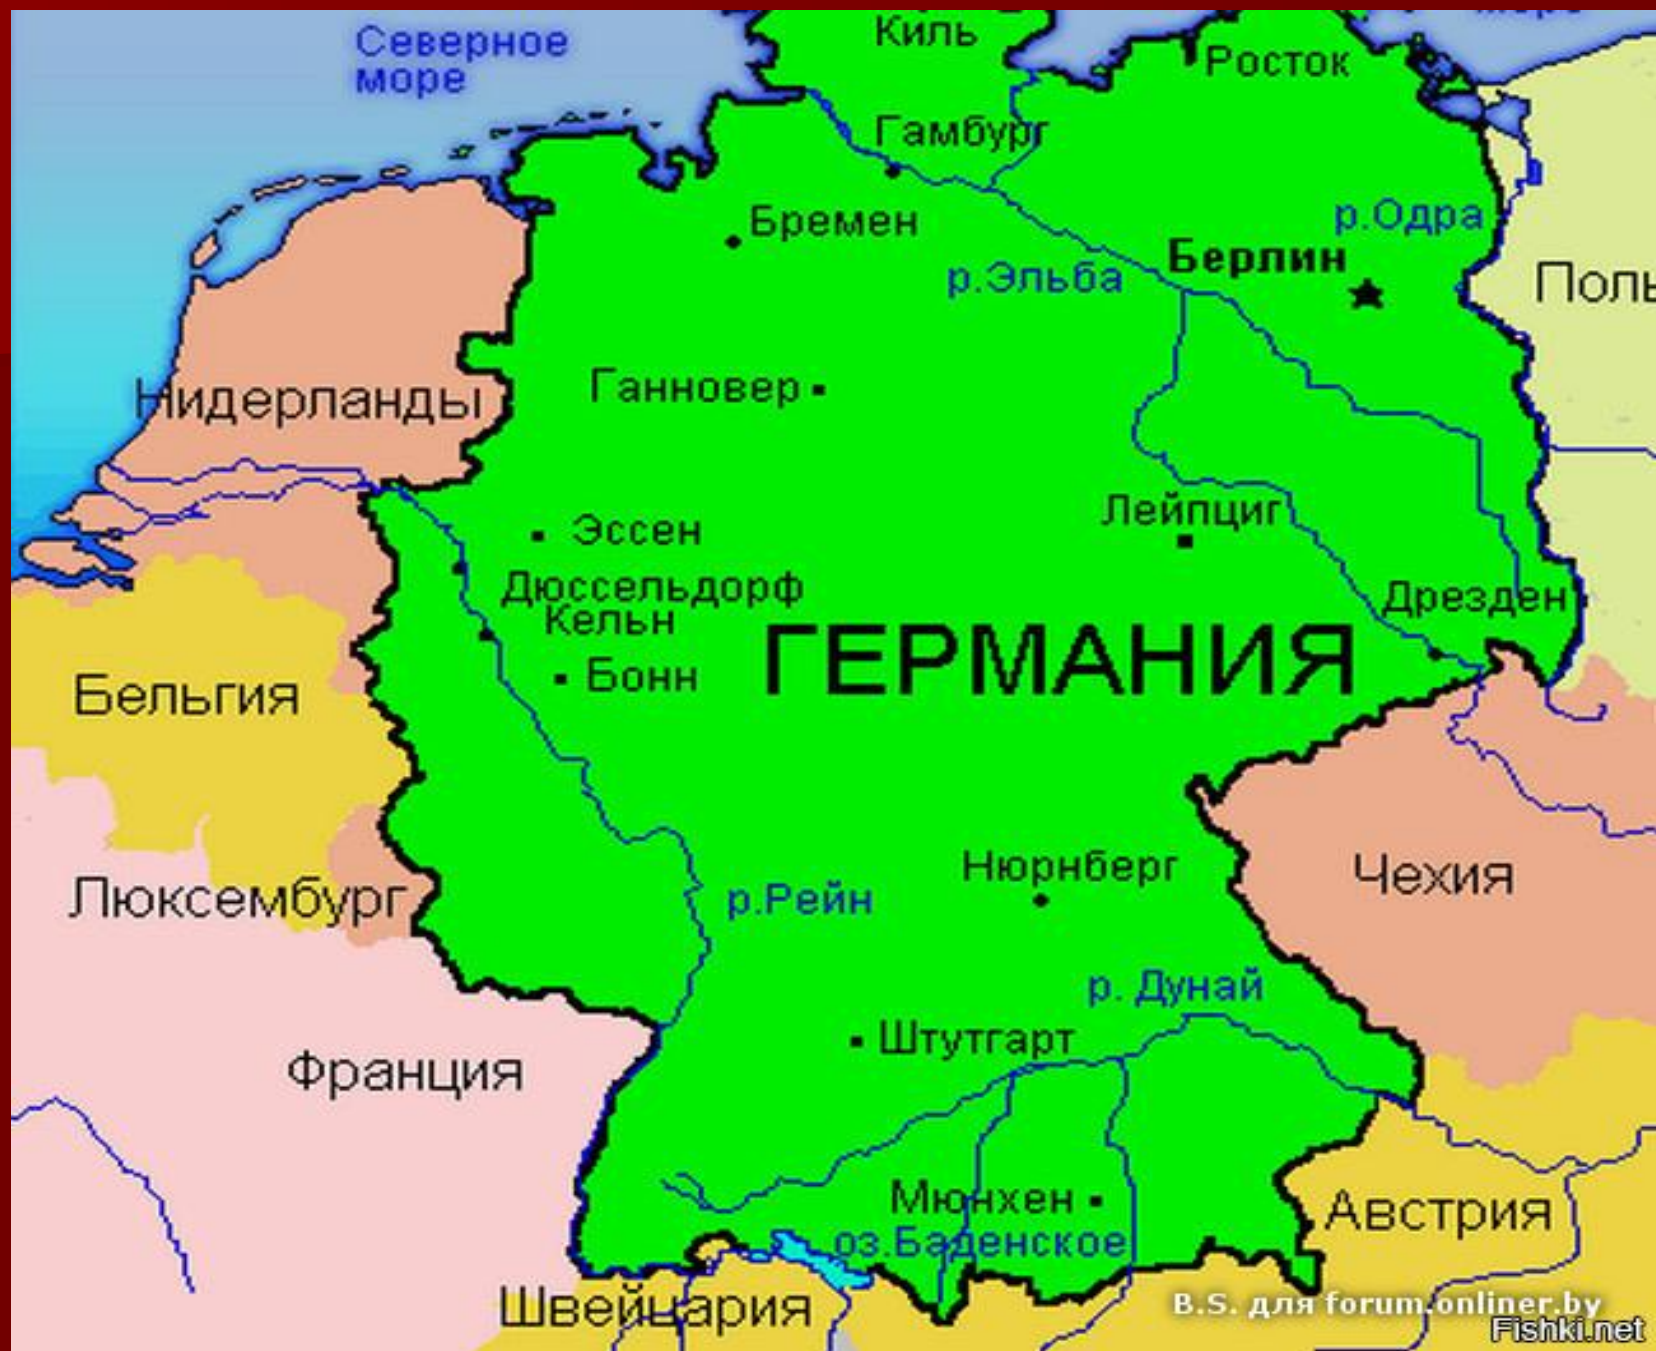 Киль
Северное
море
Росток
Гамбург
Бремен
р.Одра
р.Эльба
Берлин
Ганновер
Нидерланды
Лейпциг
Эссен
Дюссельдорф
Кельн
Дрезден
ГЕРМАНИЯ
Бонн
Бельгия
Нюрнберг
Чехия
Люксембург
р.Рейн
р. Дунай
Штутгарт
Франция
Мюнхен
оз.Баденское
Австрия
Швейцария
B.S. для forum.onliner.by
Fishki.net